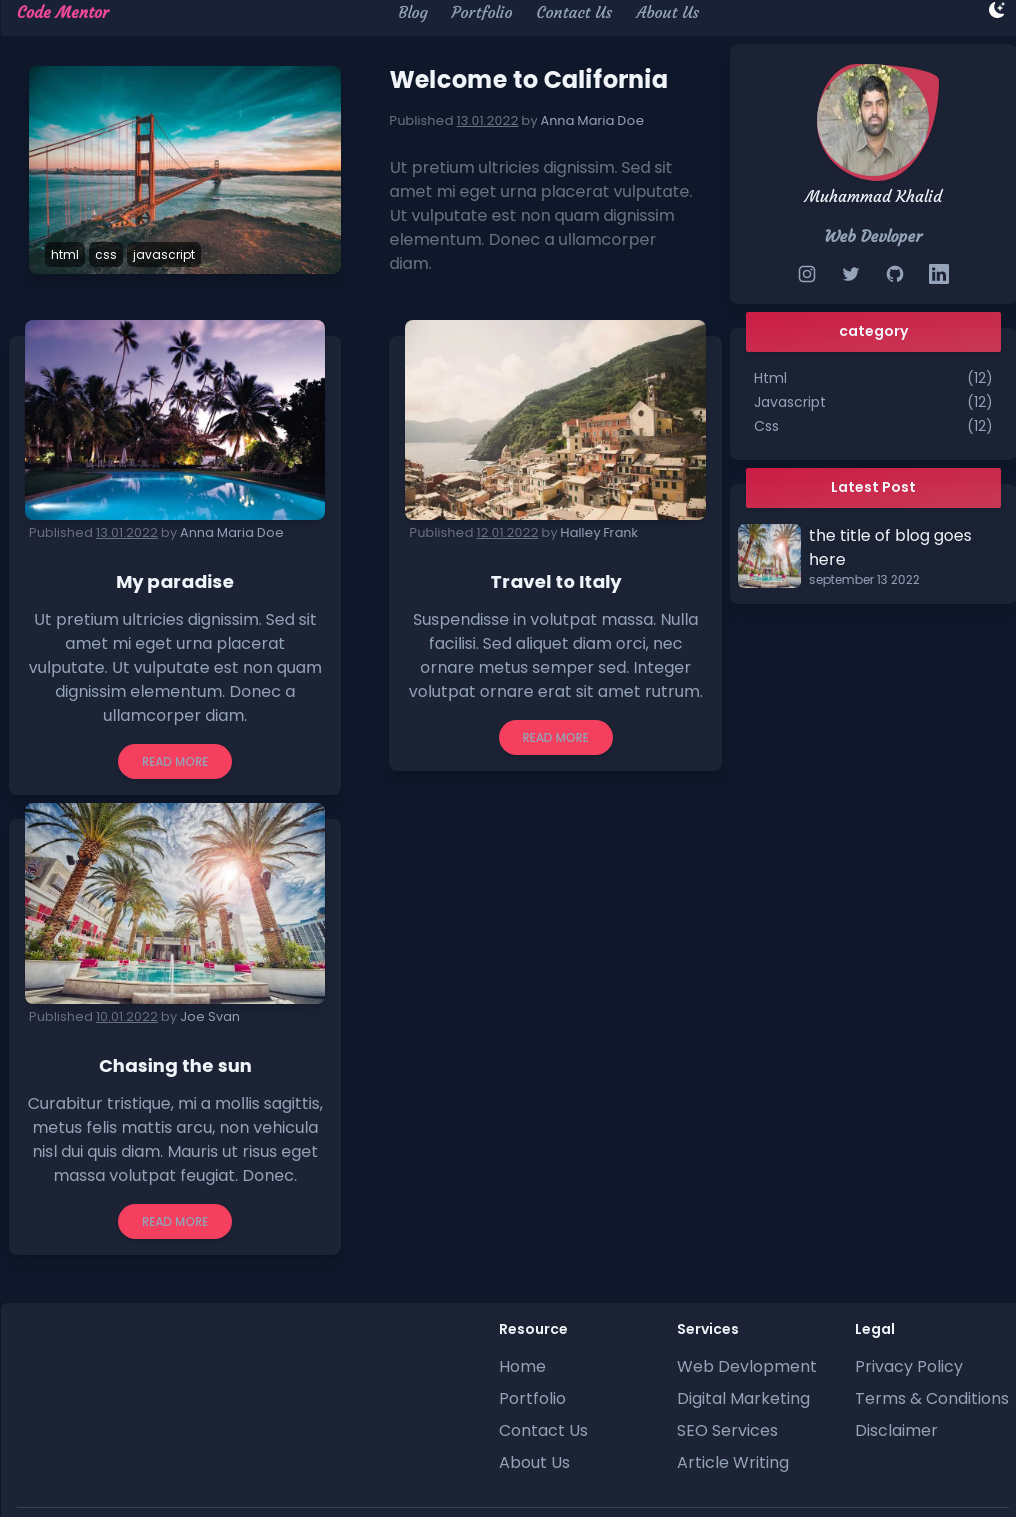 Code Mentor
Blog Portfolio Contact Us About Us
html css javascript
Welcome to California
Published 13.01.2022 by Anna Maria Doe
Ut pretium ultricies dignissim. Sed sit
amet mi eget urna placerat vulputate.
Ut vulputate est non quam dignissim
elementum. Donec a ullamcorper
diam.
Muhammad Khalid
Web Devloper
category
Html (12)
Javascript (12)
Css (12)
Latest Post
the title of blog goes
here
september 13 2022
Published 13.01.2022 by Anna Maria Doe
My paradise
Ut pretium ultricies dignissim. Sed sit
amet mi eget urna placerat
vulputate. Ut vulputate est non quam
dignissim elementum. Donec a
ullamcorper diam.
READ MORE
Published 12.01.2022 by Halley Frank
Travel to Italy
Suspendisse in volutpat massa. Nulla
facilisi. Sed aliquet diam orci, nec
ornare metus semper sed. Integer
volutpat ornare erat sit amet rutrum.
READ MORE
Published 10.01.2022 by Joe Svan
Chasing the sun
Curabitur tristique, mi a mollis sagittis,
metus felis mattis arcu, non vehicula
nisl dui quis diam. Mauris ut risus eget
massa volutpat feugiat. Donec.
READ MORE
Resource
Home
Portfolio
Contact Us
About Us
Services
Web Devlopment
Digital Marketing
SEO Services
Article Writing
Legal
Privacy Policy
Terms & Conditions
Disclaimer